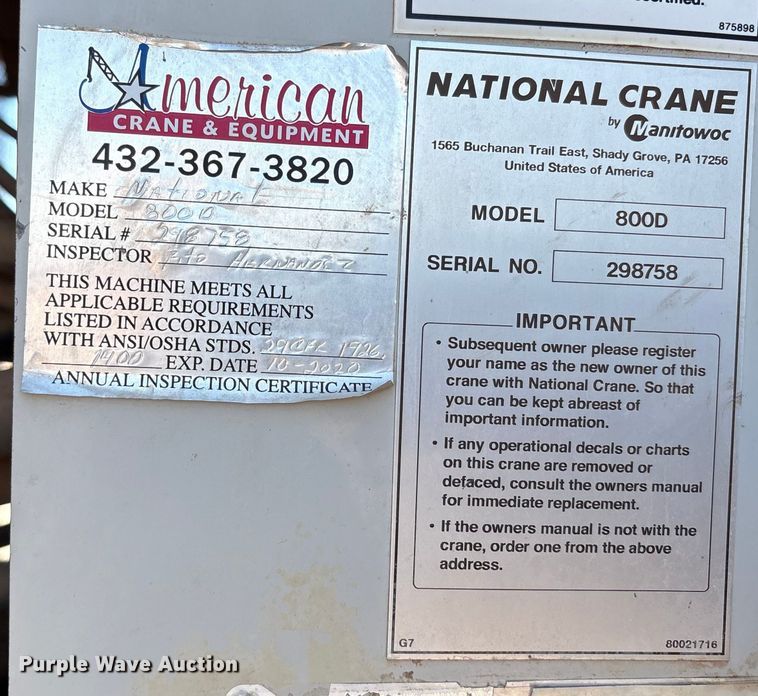 875898
American
CRANE & EQUIPMENT
432-367-3820
MAKE National
MODEL 800D
SERIAL # 298758
INSPECTOR Hernandez
THIS MACHINE MEETS ALL
APPLICABLE REQUIREMENTS
LISTED IN ACCORDANCE
WITH ANSI/OSHA STDS. 29CFR 1926,
1400 EXP. DATE 10-2020
ANNUAL INSPECTION CERTIFICATE
NATIONAL CRANE
by Manitowoc
1565 Buchanan Trail East, Shady Grove, PA 17256
United States of America
MODEL 800D
SERIAL NO. 298758
IMPORTANT
• Subsequent owner please register
your name as the new owner of this
crane with National Crane. So that
you can be kept abreast of
important information.
• If any operational decals or charts
on this crane are removed or
defaced, consult the owners manual
for immediate replacement.
• If the owners manual is not with the
crane, order one from the above
address.
G7 80021716
Purple Wave Auction